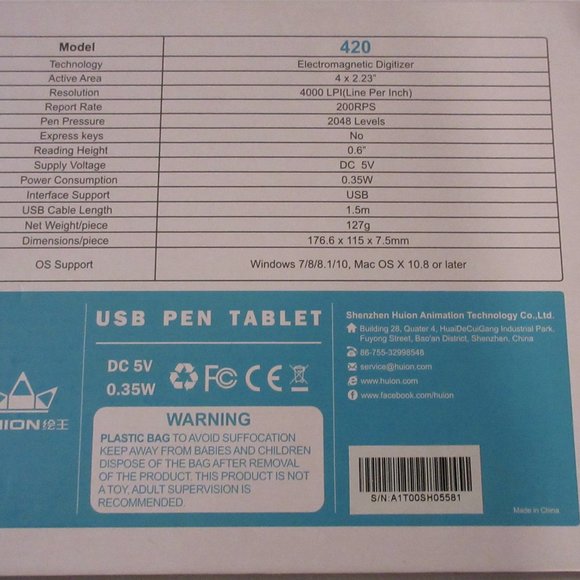 Model 420
Technology Electromagnetic Digitizer
Active Area 4 x 2.23"
Resolution 4000 LPI(Line Per Inch)
Report Rate 200RPS
Pen Pressure 2048 Levels
Express keys No
Reading Height 0.6"
Supply Voltage DC 5V
Power Consumption 0.35W
Interface Support USB
USB Cable Length 1.5m
Net Weight/piece 127g
Dimensions/piece 176.6 x 115 x 7.5mm
OS Support Windows 7/8/8.1/10, Mac OS X 10.8 or later
UION绘王
USB PEN TABLET
DC 5V
0.35W
FC CE
WARNING
PLASTIC BAG TO AVOID SUFFOCATION
KEEP AWAY FROM BABIES AND CHILDREN
DISPOSE OF THE BAG AFTER REMOVAL
OF THE PRODUCT. THIS PRODUCT IS NOT
A TOY, ADULT SUPERVISION IS
RECOMMENDED.
Shenzhen Huion Animation Technology Co.,Ltd.
Building 28, Quater 4, HuaiDeCuiGang Industrial Park,
Fuyong Street, Bao'an District, Shenzhen, China
86-755-32998548
service@huion.com
www.huion.com
www.facebook.com/huion
S/N:A1T00SH05581
Made in China